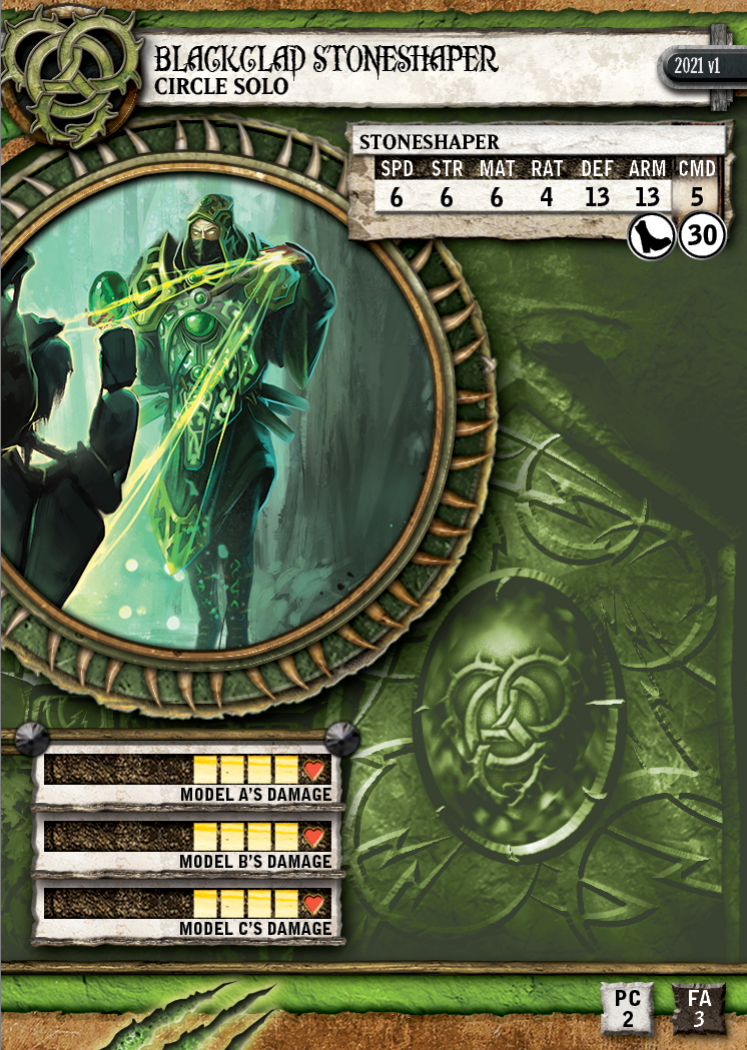 BLACKCLAD STONESHAPER
CIRCLE SOLO
2021 v1
STONESHAPER
SPD STR MAT RAT DEF ARM CMD
6 6 6 4 13 13 5
30
MODEL A'S DAMAGE
MODEL B'S DAMAGE
MODEL C'S DAMAGE
PC FA
2 3